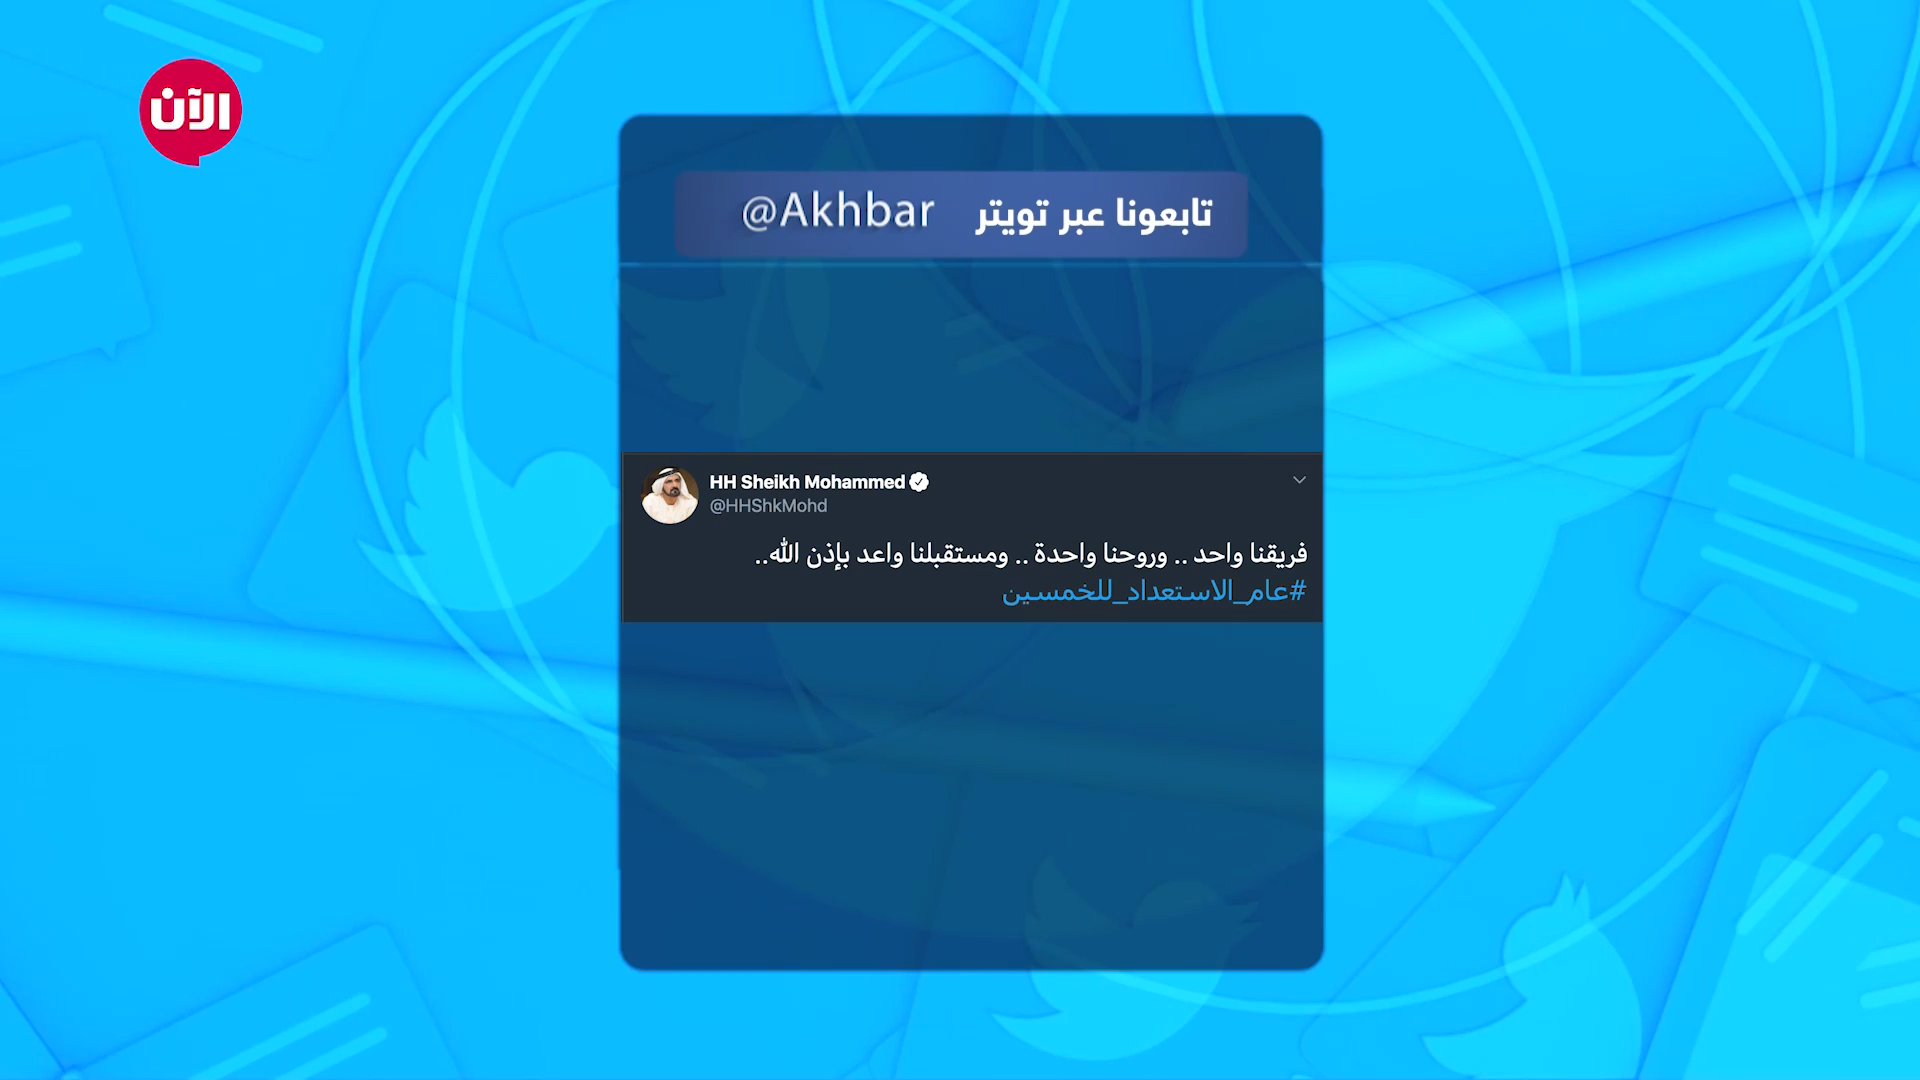 الآن
تابعونا عبر تويتر @Akhbar
HH Sheikh Mohammed
@HHShkMohd
فريقنا واحد .. وروحنا واحدة .. ومستقبلنا واعد بإذن الله..
#عام_الاستعداد_للخمسين